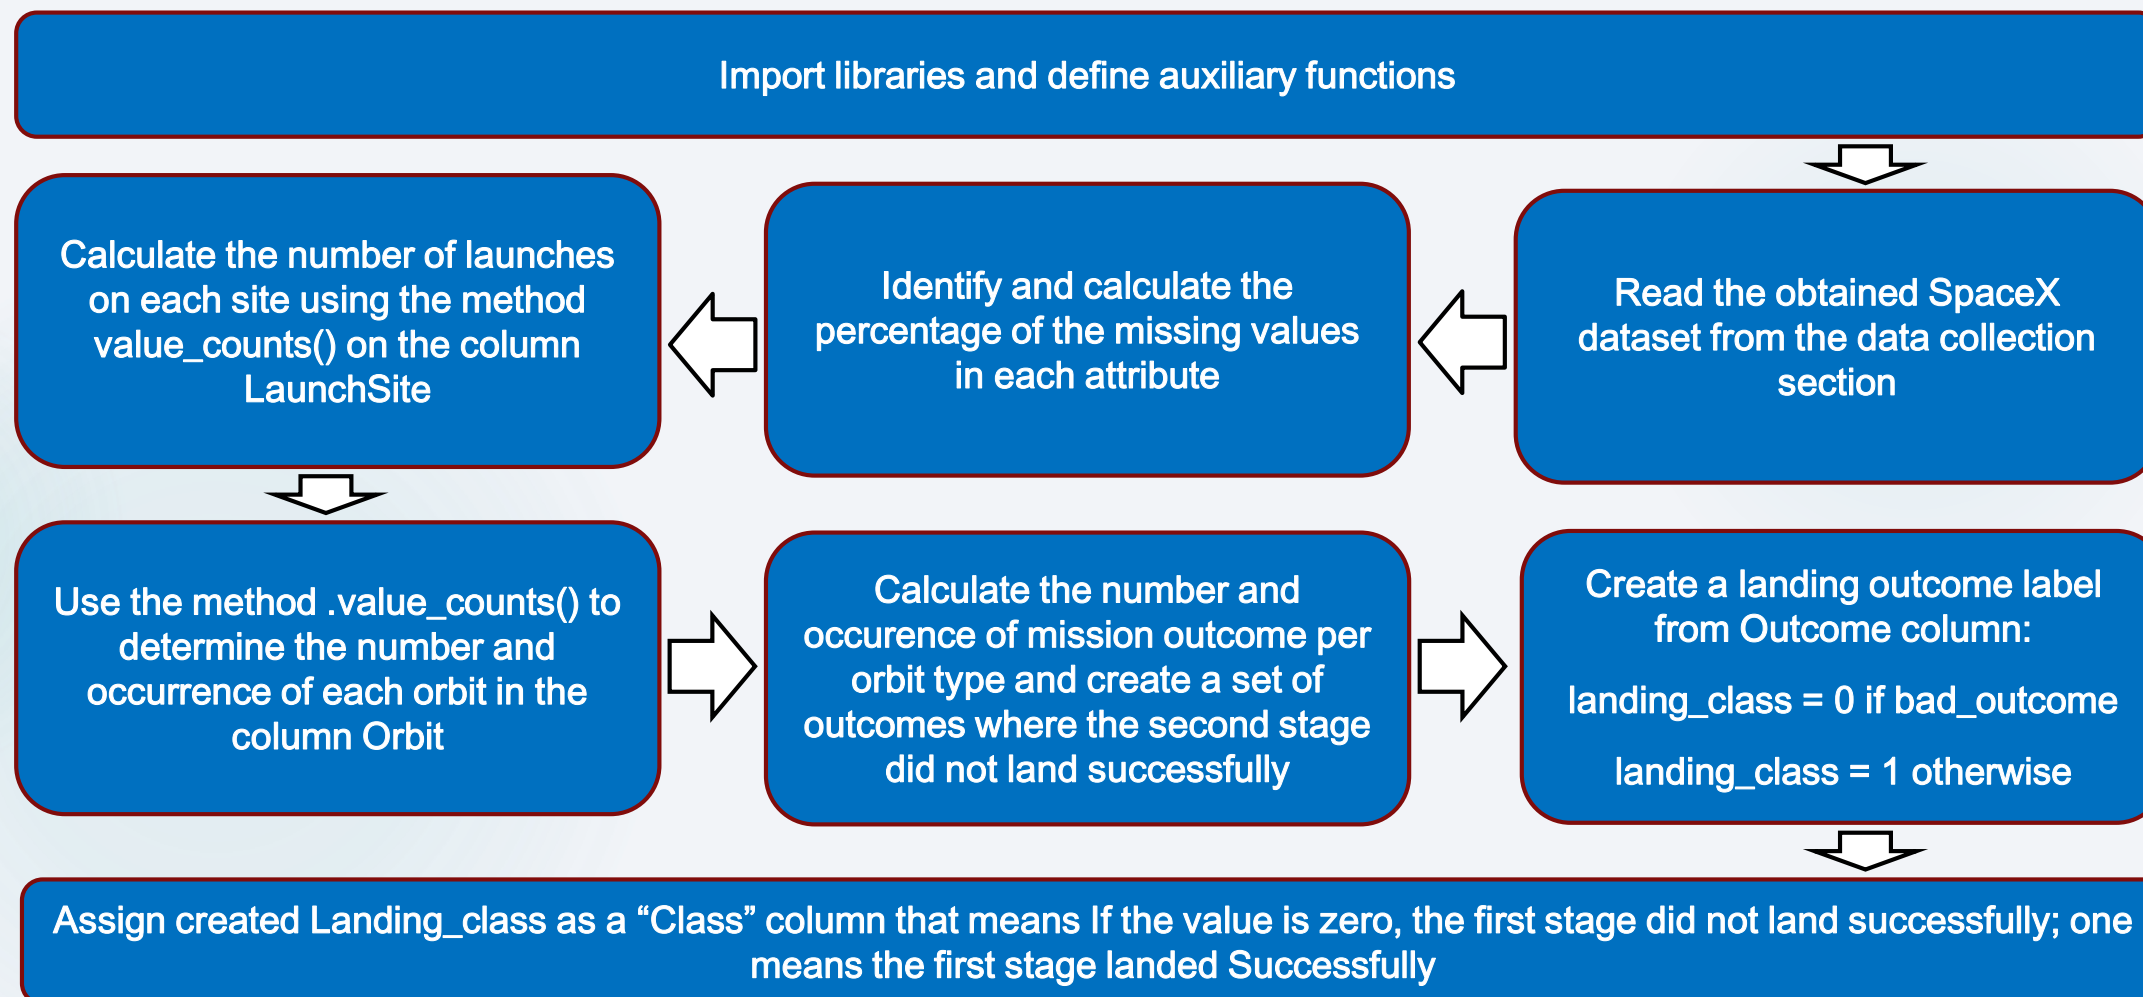 Import libraries and define auxiliary functions
Read the obtained SpaceX
dataset from the data collection
section
Identify and calculate the
percentage of the missing values
in each attribute
Calculate the number of launches
on each site using the method
value_counts() on the column
LaunchSite
Use the method .value_counts() to
determine the number and
occurrence of each orbit in the
column Orbit
Calculate the number and
occurence of mission outcome per
orbit type and create a set of
outcomes where the second stage
did not land successfully
Create a landing outcome label
from Outcome column:
landing_class = 0 if bad_outcome
landing_class = 1 otherwise
Assign created Landing_class as a “Class” column that means If the value is zero, the first stage did not land successfully; one
means the first stage landed Successfully